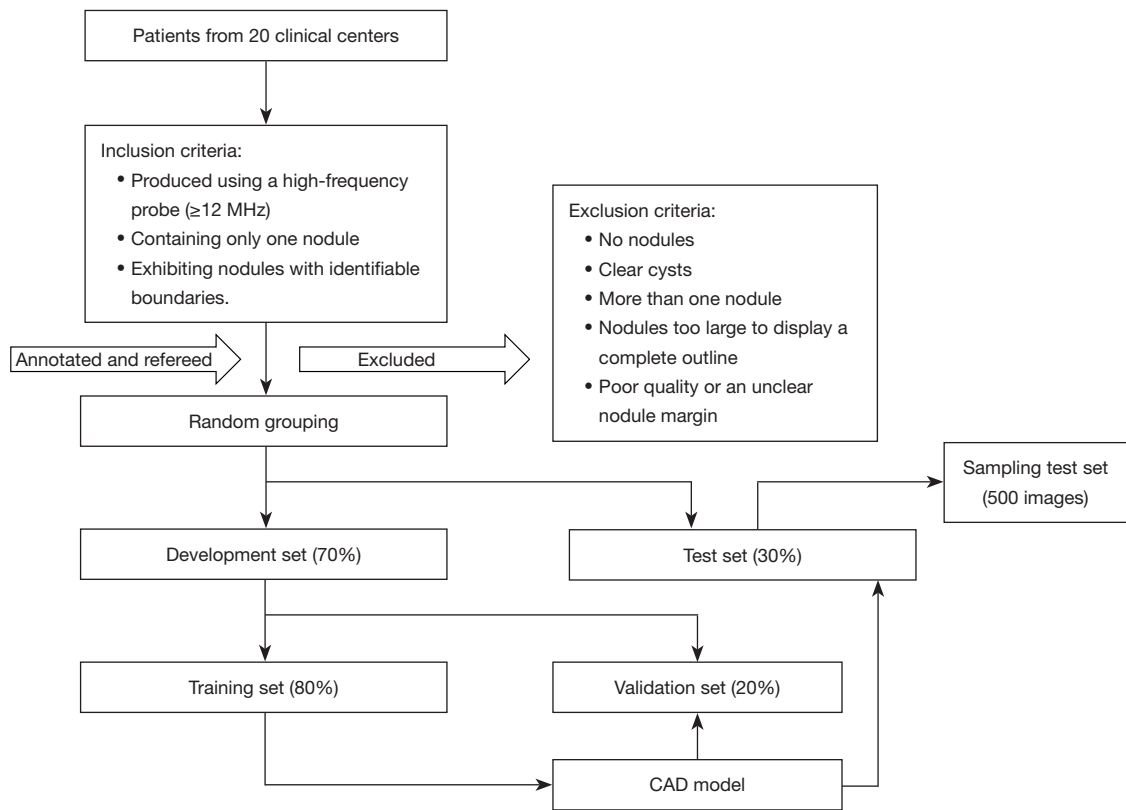 Patients from 20 clinical centers
Inclusion criteria:
• Produced using a high-frequency
probe (≥12 MHz)
• Containing only one nodule
• Exhibiting nodules with identifiable
boundaries.
Exclusion criteria:
• No nodules
• Clear cysts
• More than one nodule
• Nodules too large to display a
complete outline
• Poor quality or an unclear
nodule margin
Annotated and refereed
Excluded
Random grouping
Sampling test set
(500 images)
Development set (70%)
Test set (30%)
Training set (80%)
Validation set (20%)
CAD model